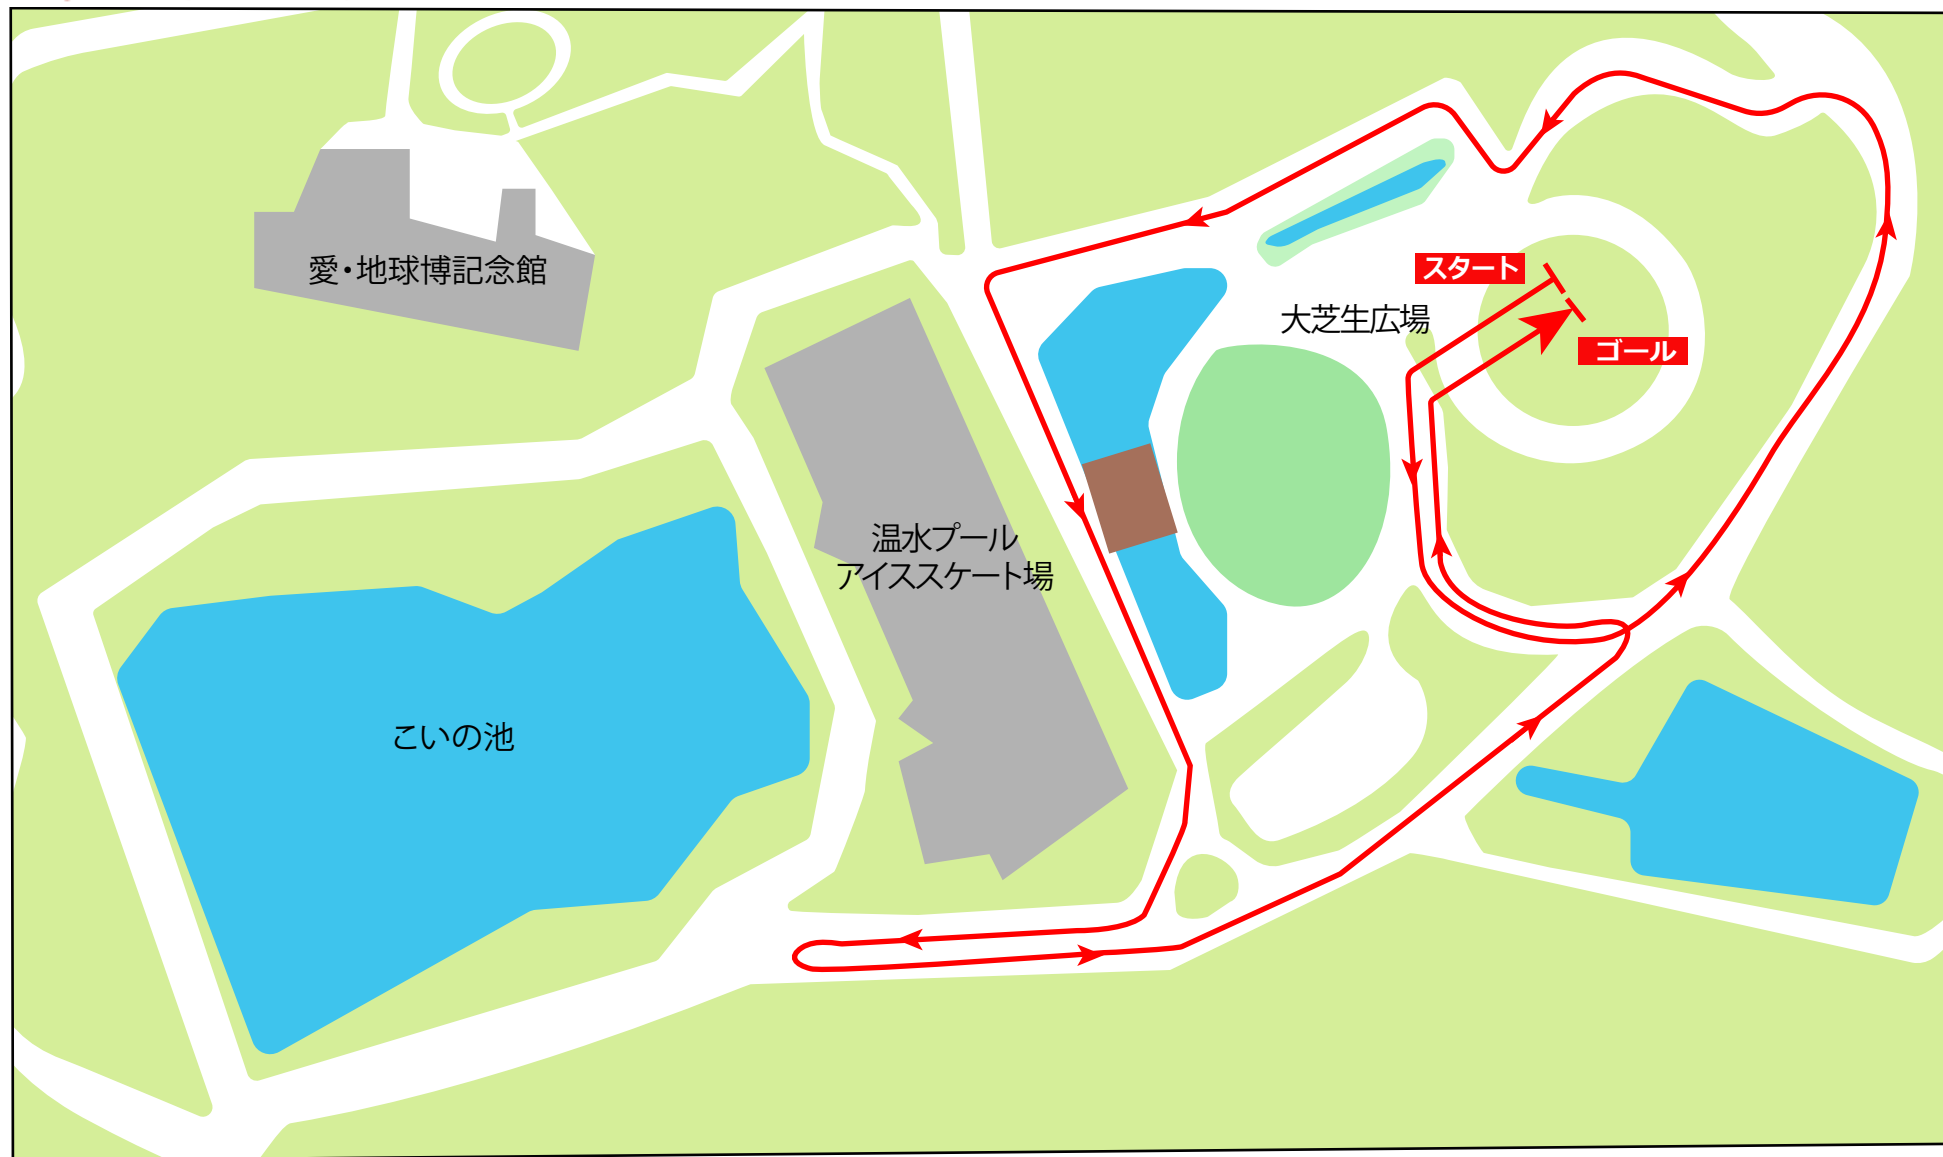 愛・地球博記念館
スタート
大芝生広場
ゴール
温水プール
アイススケート場
こいの池